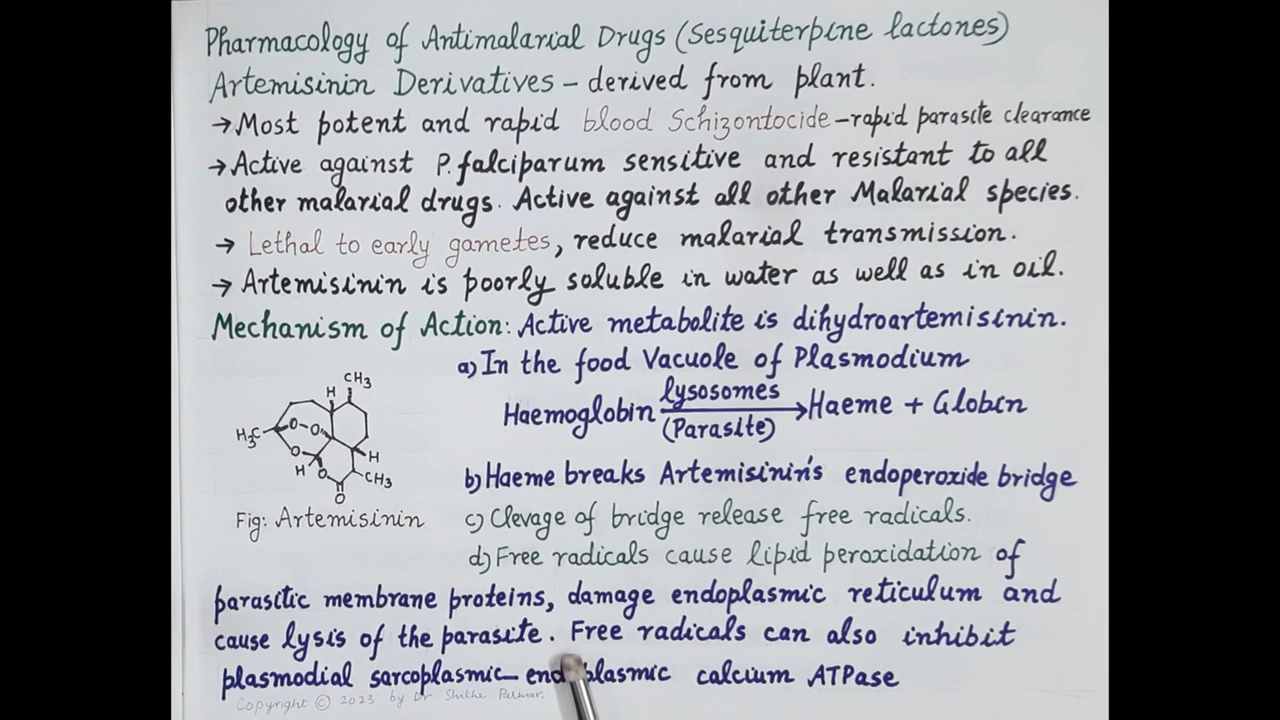 Pharmacology of Antimalarial Drugs (Sesquiterpine lactones)
Artemisinin Derivatives – derived from plant.
→ Most potent and rapid blood Schizontocide – rapid parasite clearance
→ Active against P. falciparum sensitive and resistant to all
other malarial drugs. Active against all other Malarial species.
→ Lethal to early gametes, reduce malarial transmission.
→ Artemisinin is poorly soluble in water as well as in oil.
Mechanism of Action: Active metabolite is dihydroartemisinin.
a) In the food Vacuole of Plasmodium
Haemoglobin lysosomes (Parasite) → Haeme + Globin
b) Haeme breaks Artemisinin's endoperoxide bridge
CH3
H
H3C
O-O
O
H
H
O
CH3
O
Fig: Artemisinin
c) Clevage of bridge release free radicals.
d) Free radicals cause lipid peroxidation of
parasitic membrane proteins, damage endoplasmic reticulum and
cause lysis of the parasite. Free radicals can also inhibit
plasmodial sarcoplasmic – endoplasmic calcium ATPase
Copyright © 2023 by Dr. Shikha Parmar.